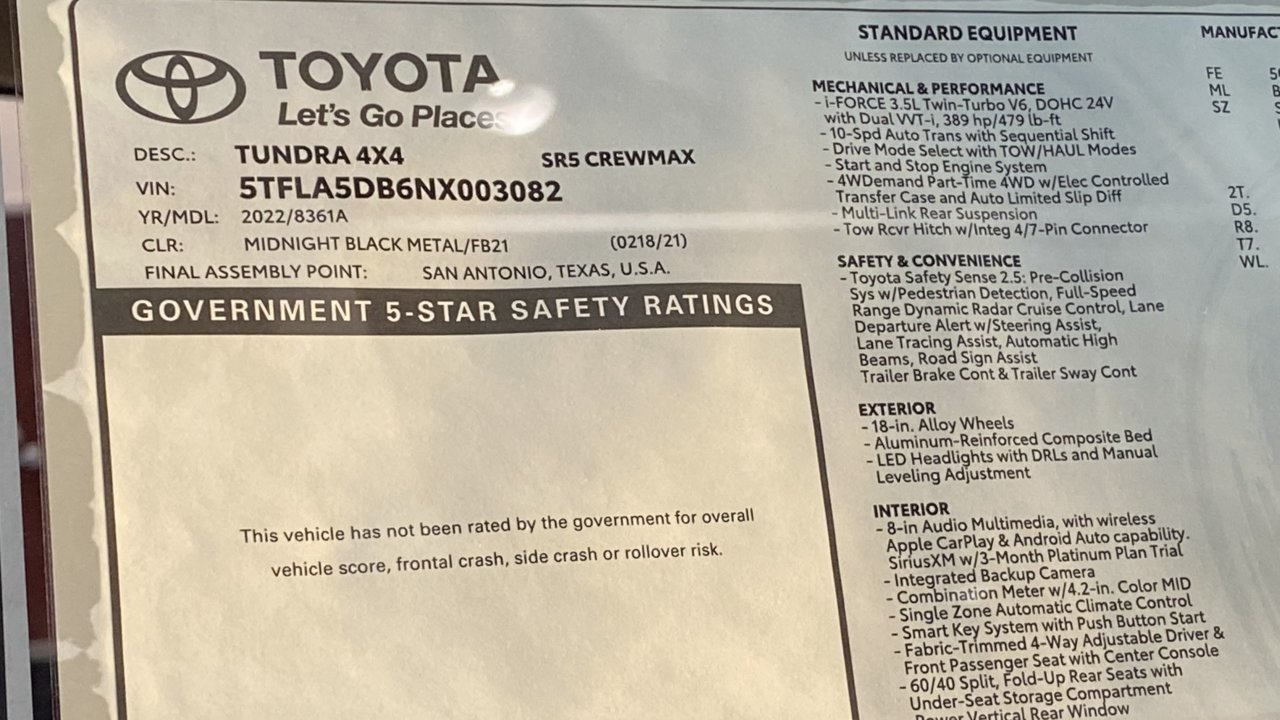 TOYOTA
Let's Go Places
DESC.: TUNDRA 4X4 SR5 CREWMAX
VIN: 5TFLA5DB6NX003082
YR/MDL: 2022/8361A
CLR: MIDNIGHT BLACK METAL/FB21 (0218/21)
FINAL ASSEMBLY POINT: SAN ANTONIO, TEXAS, U.S.A.
GOVERNMENT 5-STAR SAFETY RATINGS
This vehicle has not been rated by the government for overall
vehicle score, frontal crash, side crash or rollover risk.
STANDARD EQUIPMENT
UNLESS REPLACED BY OPTIONAL EQUIPMENT
MECHANICAL & PERFORMANCE
- i-FORCE 3.5L Twin-Turbo V6, DOHC 24V
with Dual VVT-i, 389 hp/479 lb-ft
- 10-Spd Auto Trans with Sequential Shift
- Drive Mode Select with TOW/HAUL Modes
- Start and Stop Engine System
- 4WDemand Part-Time 4WD w/Elec Controlled
Transfer Case and Auto Limited Slip Diff
- Multi-Link Rear Suspension
- Tow Rcvr Hitch w/Integ 4/7-Pin Connector
SAFETY & CONVENIENCE
- Toyota Safety Sense 2.5: Pre-Collision
Sys w/Pedestrian Detection, Full-Speed
Range Dynamic Radar Cruise Control, Lane
Departure Alert w/Steering Assist,
Lane Tracing Assist, Automatic High
Beams, Road Sign Assist
Trailer Brake Cont & Trailer Sway Cont
EXTERIOR
- 18-in. Alloy Wheels
- Aluminum-Reinforced Composite Bed
- LED Headlights with DRLs and Manual
Leveling Adjustment
INTERIOR
- 8-in Audio Multimedia, with wireless
Apple CarPlay & Android Auto capability.
SiriusXM w/3-Month Platinum Plan Trial
- Integrated Backup Camera
- Combination Meter w/4.2-in. Color MID
- Single Zone Automatic Climate Control
- Smart Key System with Push Button Start
- Fabric-Trimmed 4-Way Adjustable Driver &
Front Passenger Seat with Center Console
- 60/40 Split, Fold-Up Rear Seats with
Under-Seat Storage Compartment
Power Vertical Rear Window
MANUFAC
FE
ML
SZ
2T.
D5.
R8.
T7.
WL.